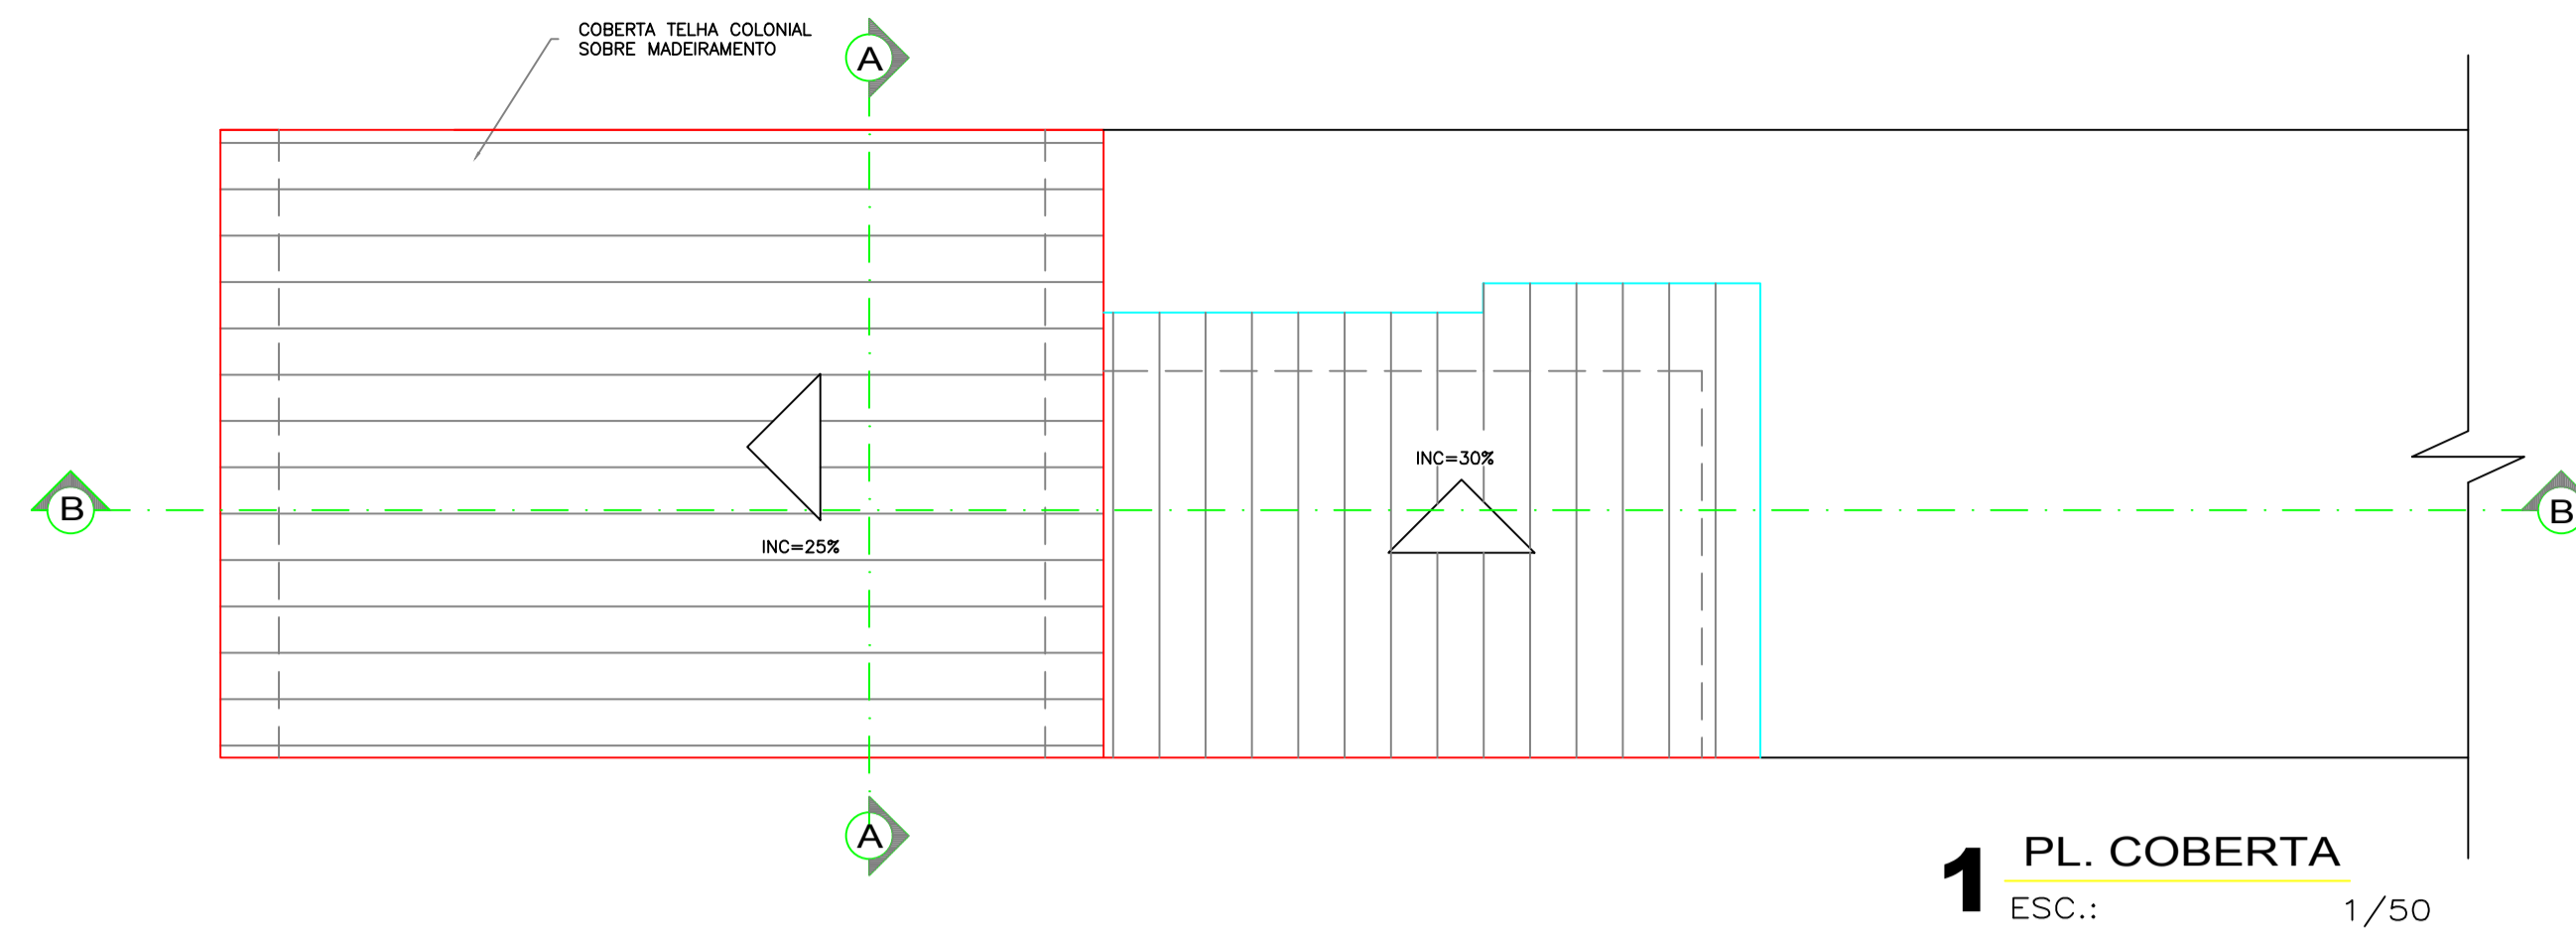 COBERTA TELHA COLONIAL
SOBRE MADEIRAMENTO
A
INC=30%
B
B
INC=25%
A
1 PL. COBERTA
ESC.: 1/50